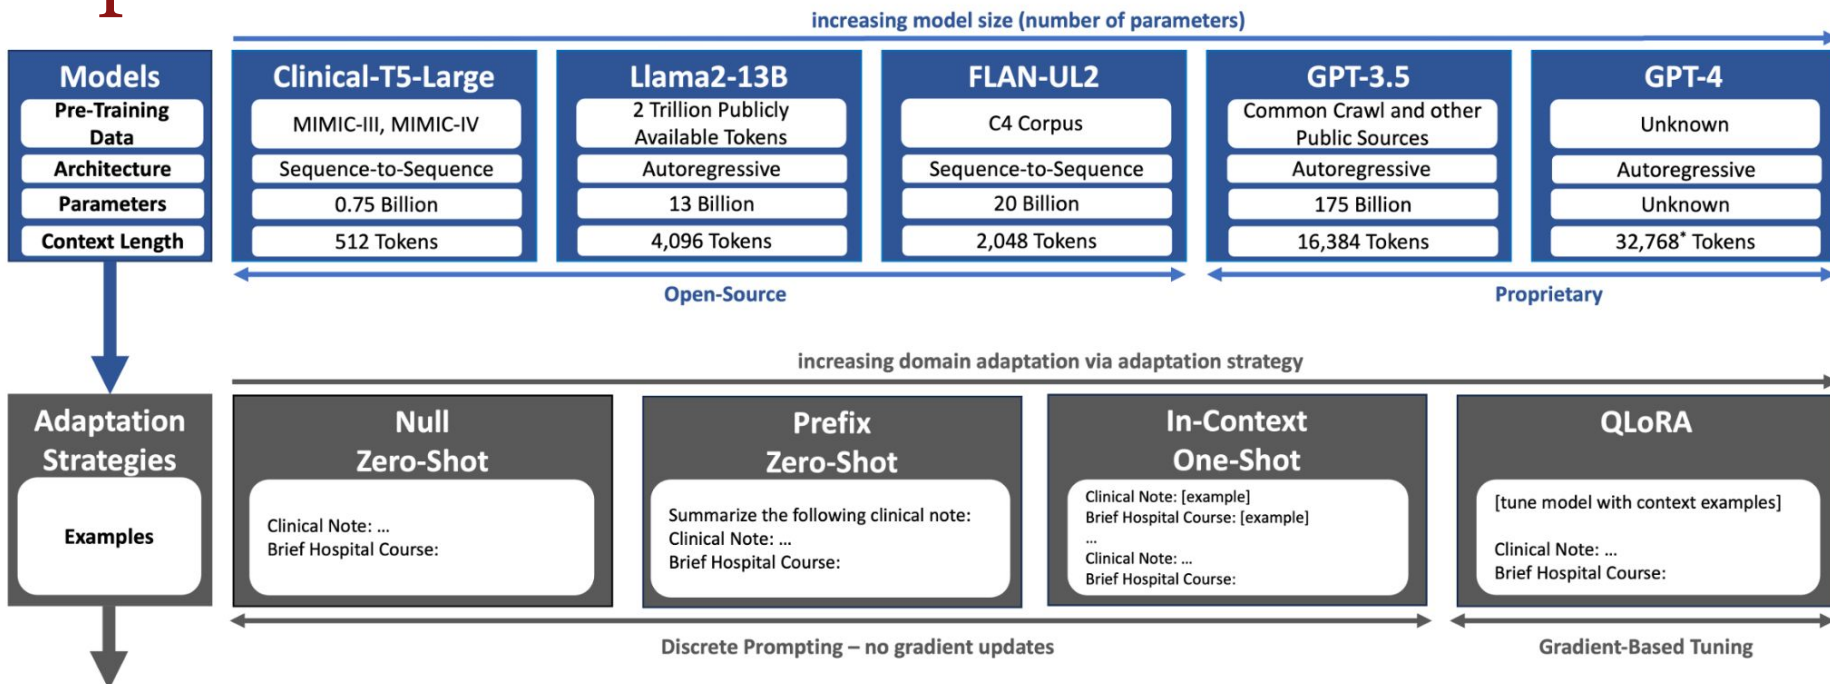 increasing model size (number of parameters)
Models
Pre-Training
Data
Architecture
Parameters
Context Length
Clinical-T5-Large
MIMIC-III, MIMIC-IV
Sequence-to-Sequence
0.75 Billion
512 Tokens
Llama2-13B
2 Trillion Publicly
Available Tokens
Autoregressive
13 Billion
4,096 Tokens
FLAN-UL2
C4 Corpus
Sequence-to-Sequence
20 Billion
2,048 Tokens
GPT-3.5
Common Crawl and other
Public Sources
Autoregressive
175 Billion
16,384 Tokens
GPT-4
Unknown
Autoregressive
Unknown
32,768* Tokens
Open-Source
Proprietary
increasing domain adaptation via adaptation strategy
Adaptation
Strategies
Examples
Null
Zero-Shot
Clinical Note: ...
Brief Hospital Course:
Prefix
Zero-Shot
Summarize the following clinical note:
Clinical Note: ...
Brief Hospital Course:
In-Context
One-Shot
Clinical Note: [example]
Brief Hospital Course: [example]
...
Clinical Note: ...
Brief Hospital Course:
QLoRA
[tune model with context examples]
Clinical Note: ...
Brief Hospital Course:
Discrete Prompting – no gradient updates
Gradient-Based Tuning